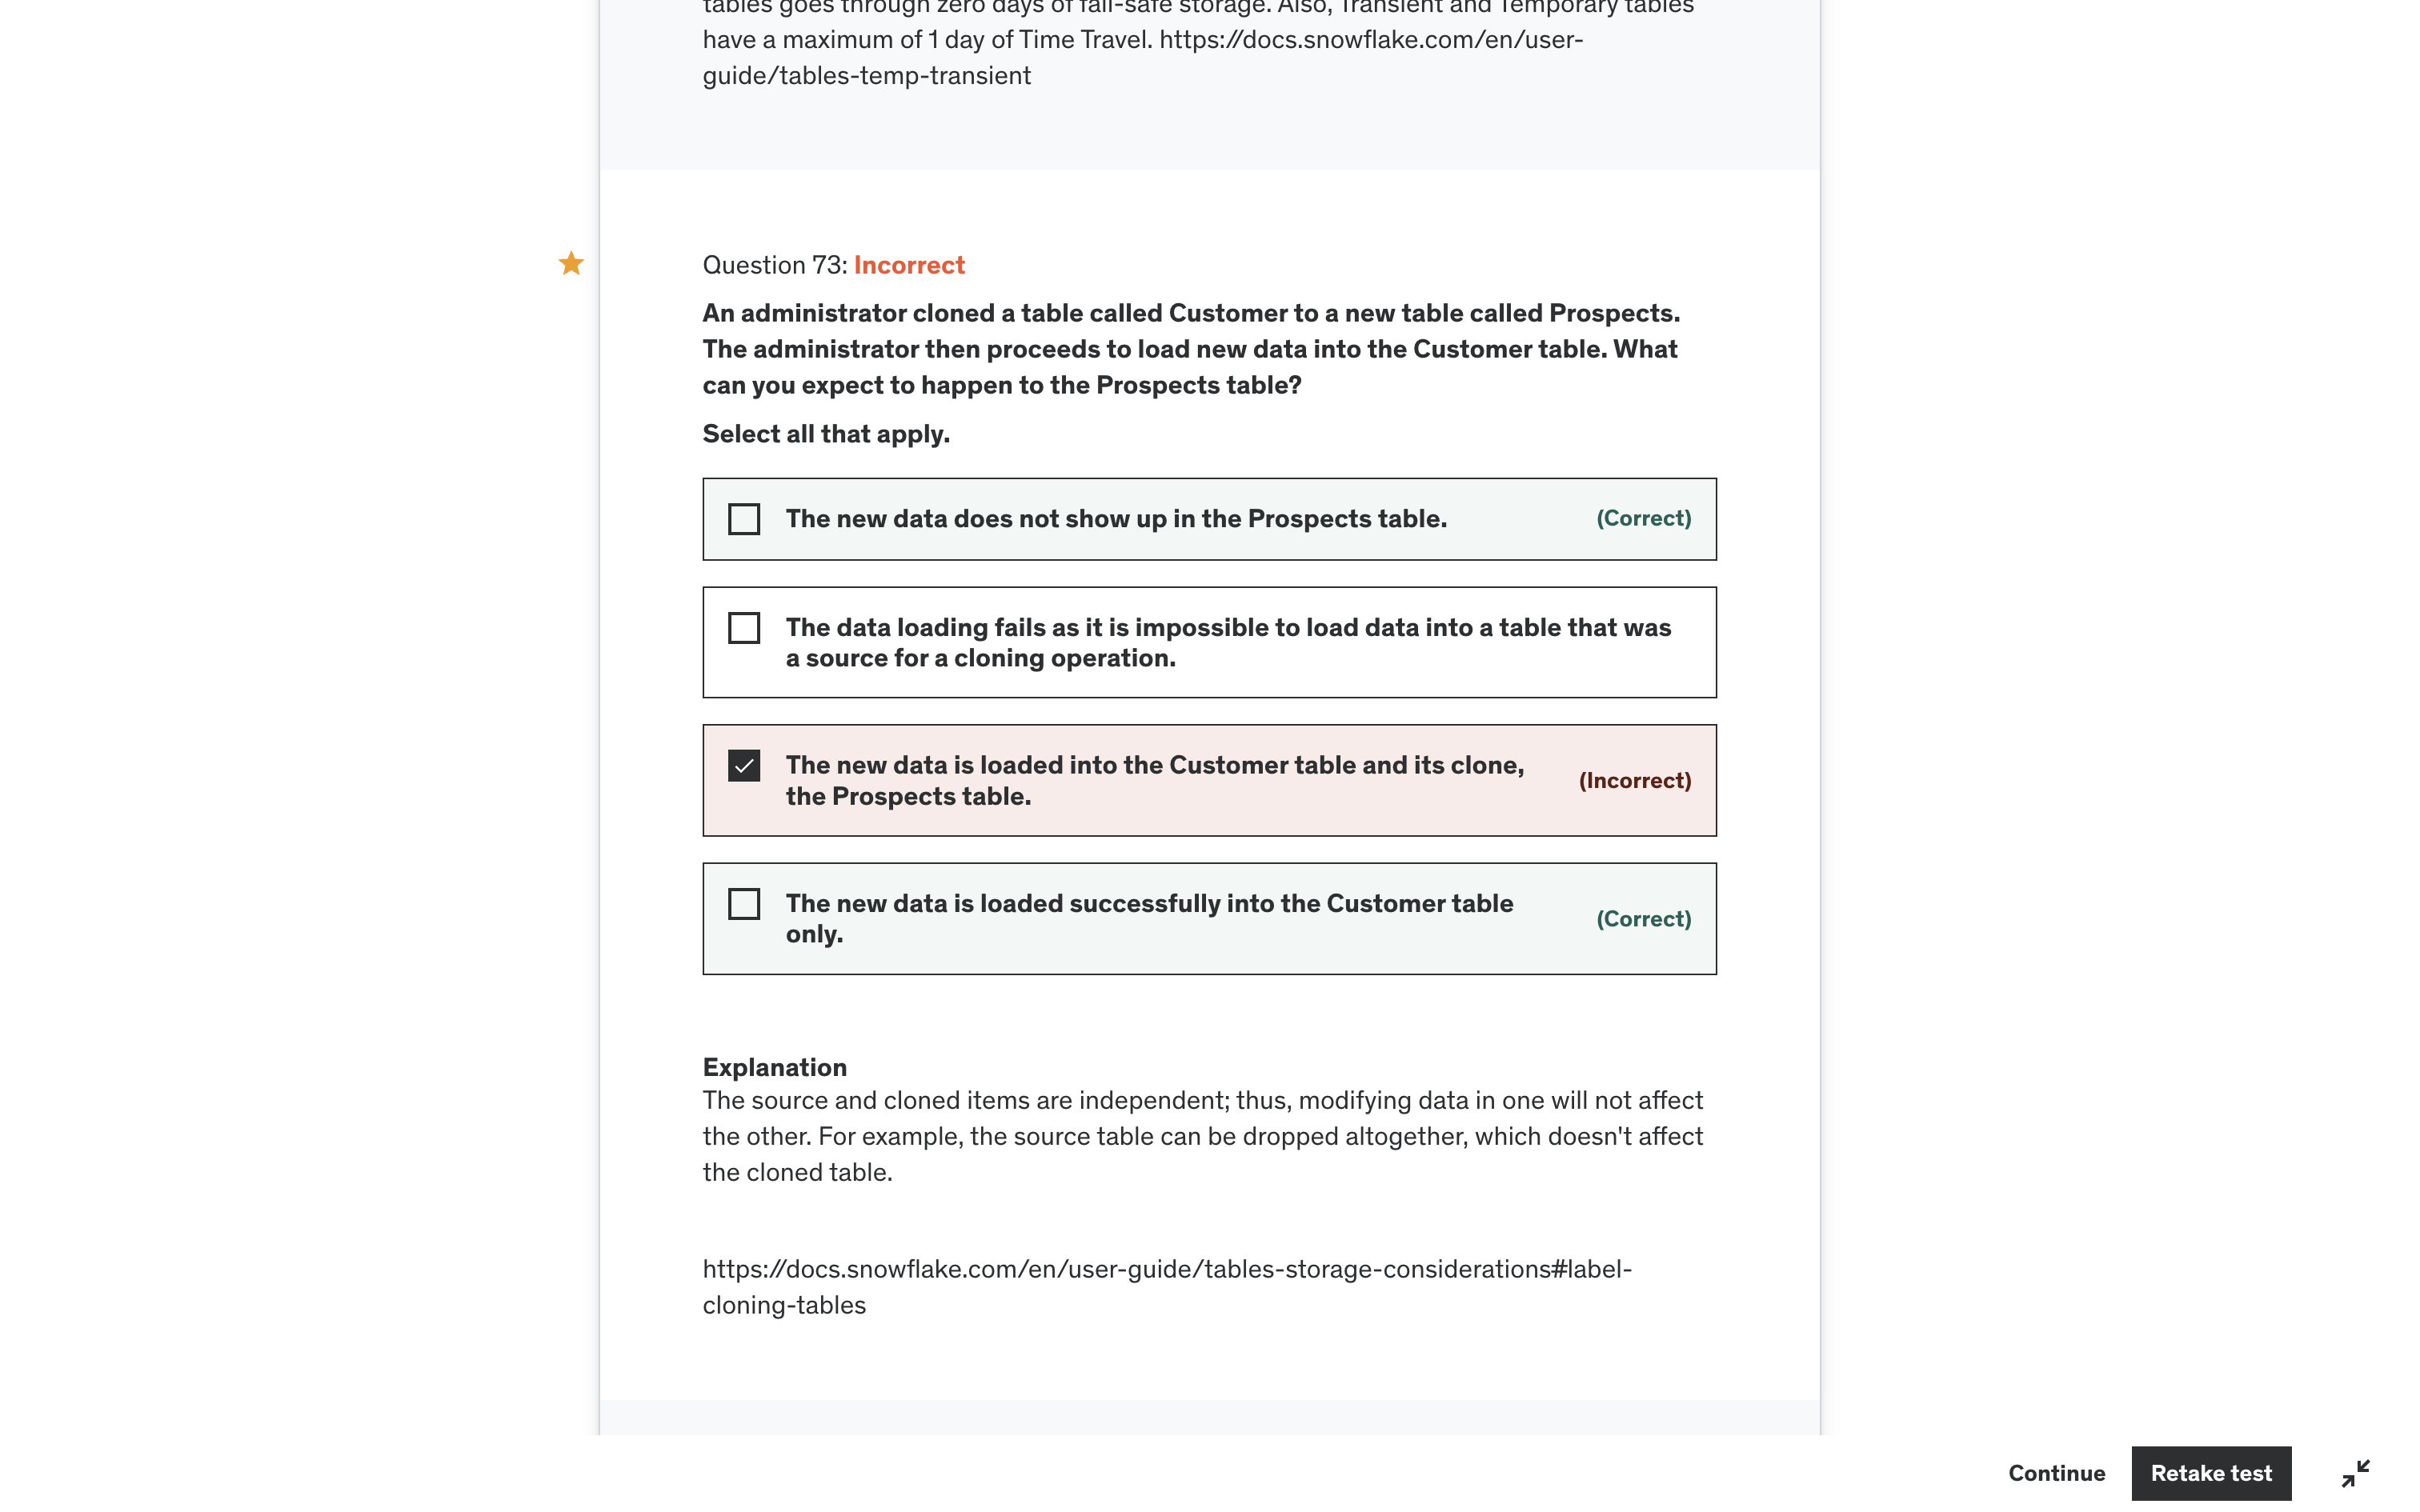 tables goes through zero days of fail-safe storage. Also, Transient and Temporary tables
have a maximum of 1 day of Time Travel. https://docs.snowflake.com/en/user-
guide/tables-temp-transient
Question 73: Incorrect
An administrator cloned a table called Customer to a new table called Prospects.
The administrator then proceeds to load new data into the Customer table. What
can you expect to happen to the Prospects table?
Select all that apply.
The new data does not show up in the Prospects table. (Correct)
The data loading fails as it is impossible to load data into a table that was
a source for a cloning operation.
The new data is loaded into the Customer table and its clone,
the Prospects table.
(Incorrect)
The new data is loaded successfully into the Customer table
only.
(Correct)
Explanation
The source and cloned items are independent; thus, modifying data in one will not affect
the other. For example, the source table can be dropped altogether, which doesn't affect
the cloned table.
https://docs.snowflake.com/en/user-guide/tables-storage-considerations#label-
cloning-tables
Continue Retake test